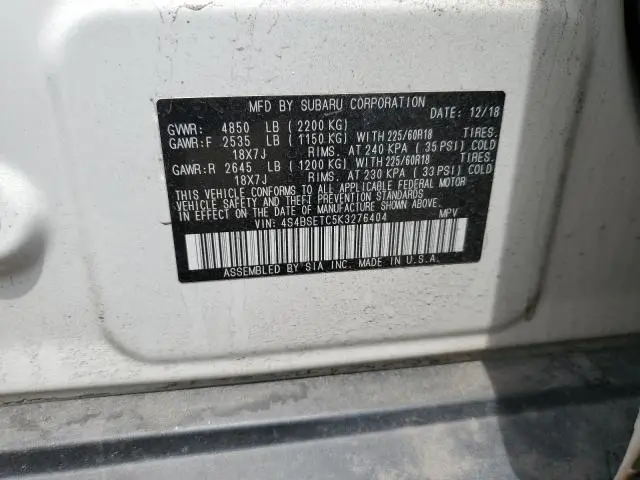 MFD BY SUBARU CORPORATION DATE: 12/18
GVWR: 4850 LB (2200 KG)
GAWR:F 2535 LB (1150 KG) WITH 225/60R18 TIRES.
18X7J RIMS. AT 240 KPA (35 PSI) COLD
GAWR:R 2645 LB (1200 KG) WITH 225/60R18 TIRES.
18X7J RIMS. AT 230 KPA (33 PSI) COLD
THIS VEHICLE CONFORMS TO ALL APPLICABLE FEDERAL MOTOR
VEHICLE SAFETY AND THEFT PREVENTION STANDARDS
IN EFFECT ON THE DATE OF MANUFACTURE SHOWN ABOVE.
VIN: 4S4BSETC5K3276404 MPV
ASSEMBLED BY SIA INC. MADE IN U.S.A.